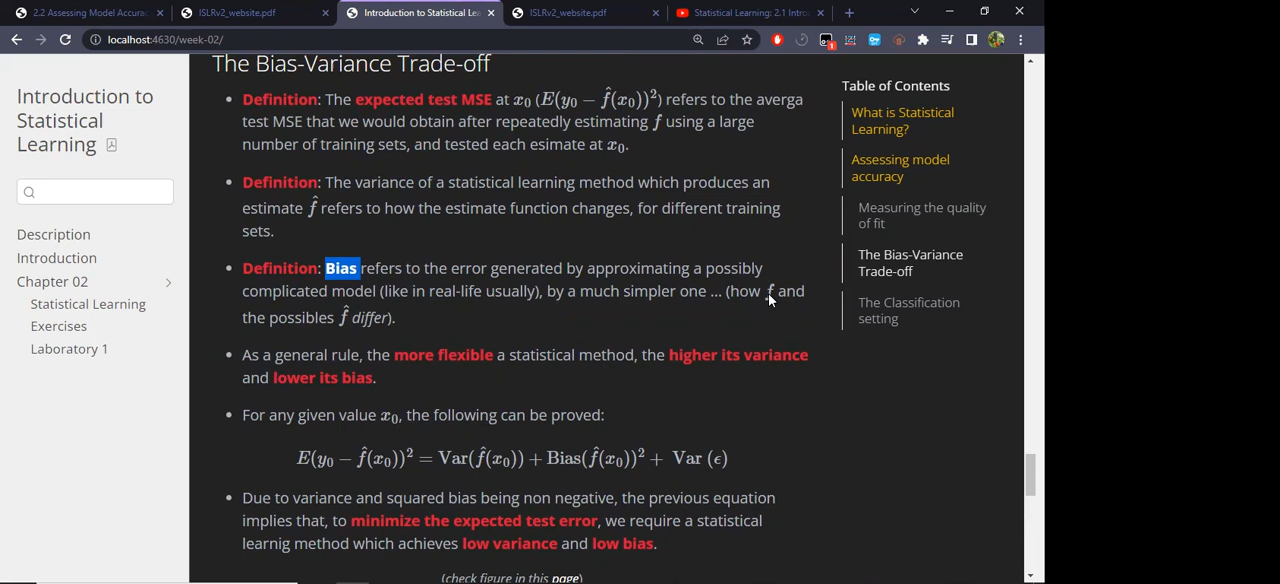 2.2 Assessing Model Accurac
ISLRv2_website.pdf
Introduction to Statistical Le
ISLRv2_website.pdf
Statistical Learning: 2.1 Intro
localhost:4630/week-02/
1
Introduction to
Statistical
Learning
Description
Introduction
Chapter 02
Statistical Learning
Exercises
Laboratory 1
The Bias-Variance Trade-off
• Definition: The expected test MSE at x₀ (E(y₀ − f̂(x₀))²) refers to the averga
test MSE that we would obtain after repeatedly estimating f using a large
number of training sets, and tested each esimate at x₀.
• Definition: The variance of a statistical learning method which produces an
estimate f̂ refers to how the estimate function changes, for different training
sets.
• Definition: Bias refers to the error generated by approximating a possibly
complicated model (like in real-life usually), by a much simpler one … (how f and
the possibles f̂ differ).
• As a general rule, the more flexible a statistical method, the higher its variance
and lower its bias.
• For any given value x₀, the following can be proved:
E(y₀ − f̂(x₀))² = Var(f̂(x₀)) + Bias(f̂(x₀))² + Var (ϵ)
• Due to variance and squared bias being non negative, the previous equation
implies that, to minimize the expected test error, we require a statistical
learnig method which achieves low variance and low bias.
(check figure in this page)
Table of Contents
What is Statistical
Learning?
Assessing model
accuracy
Measuring the quality
of fit
The Bias-Variance
Trade-off
The Classification
setting